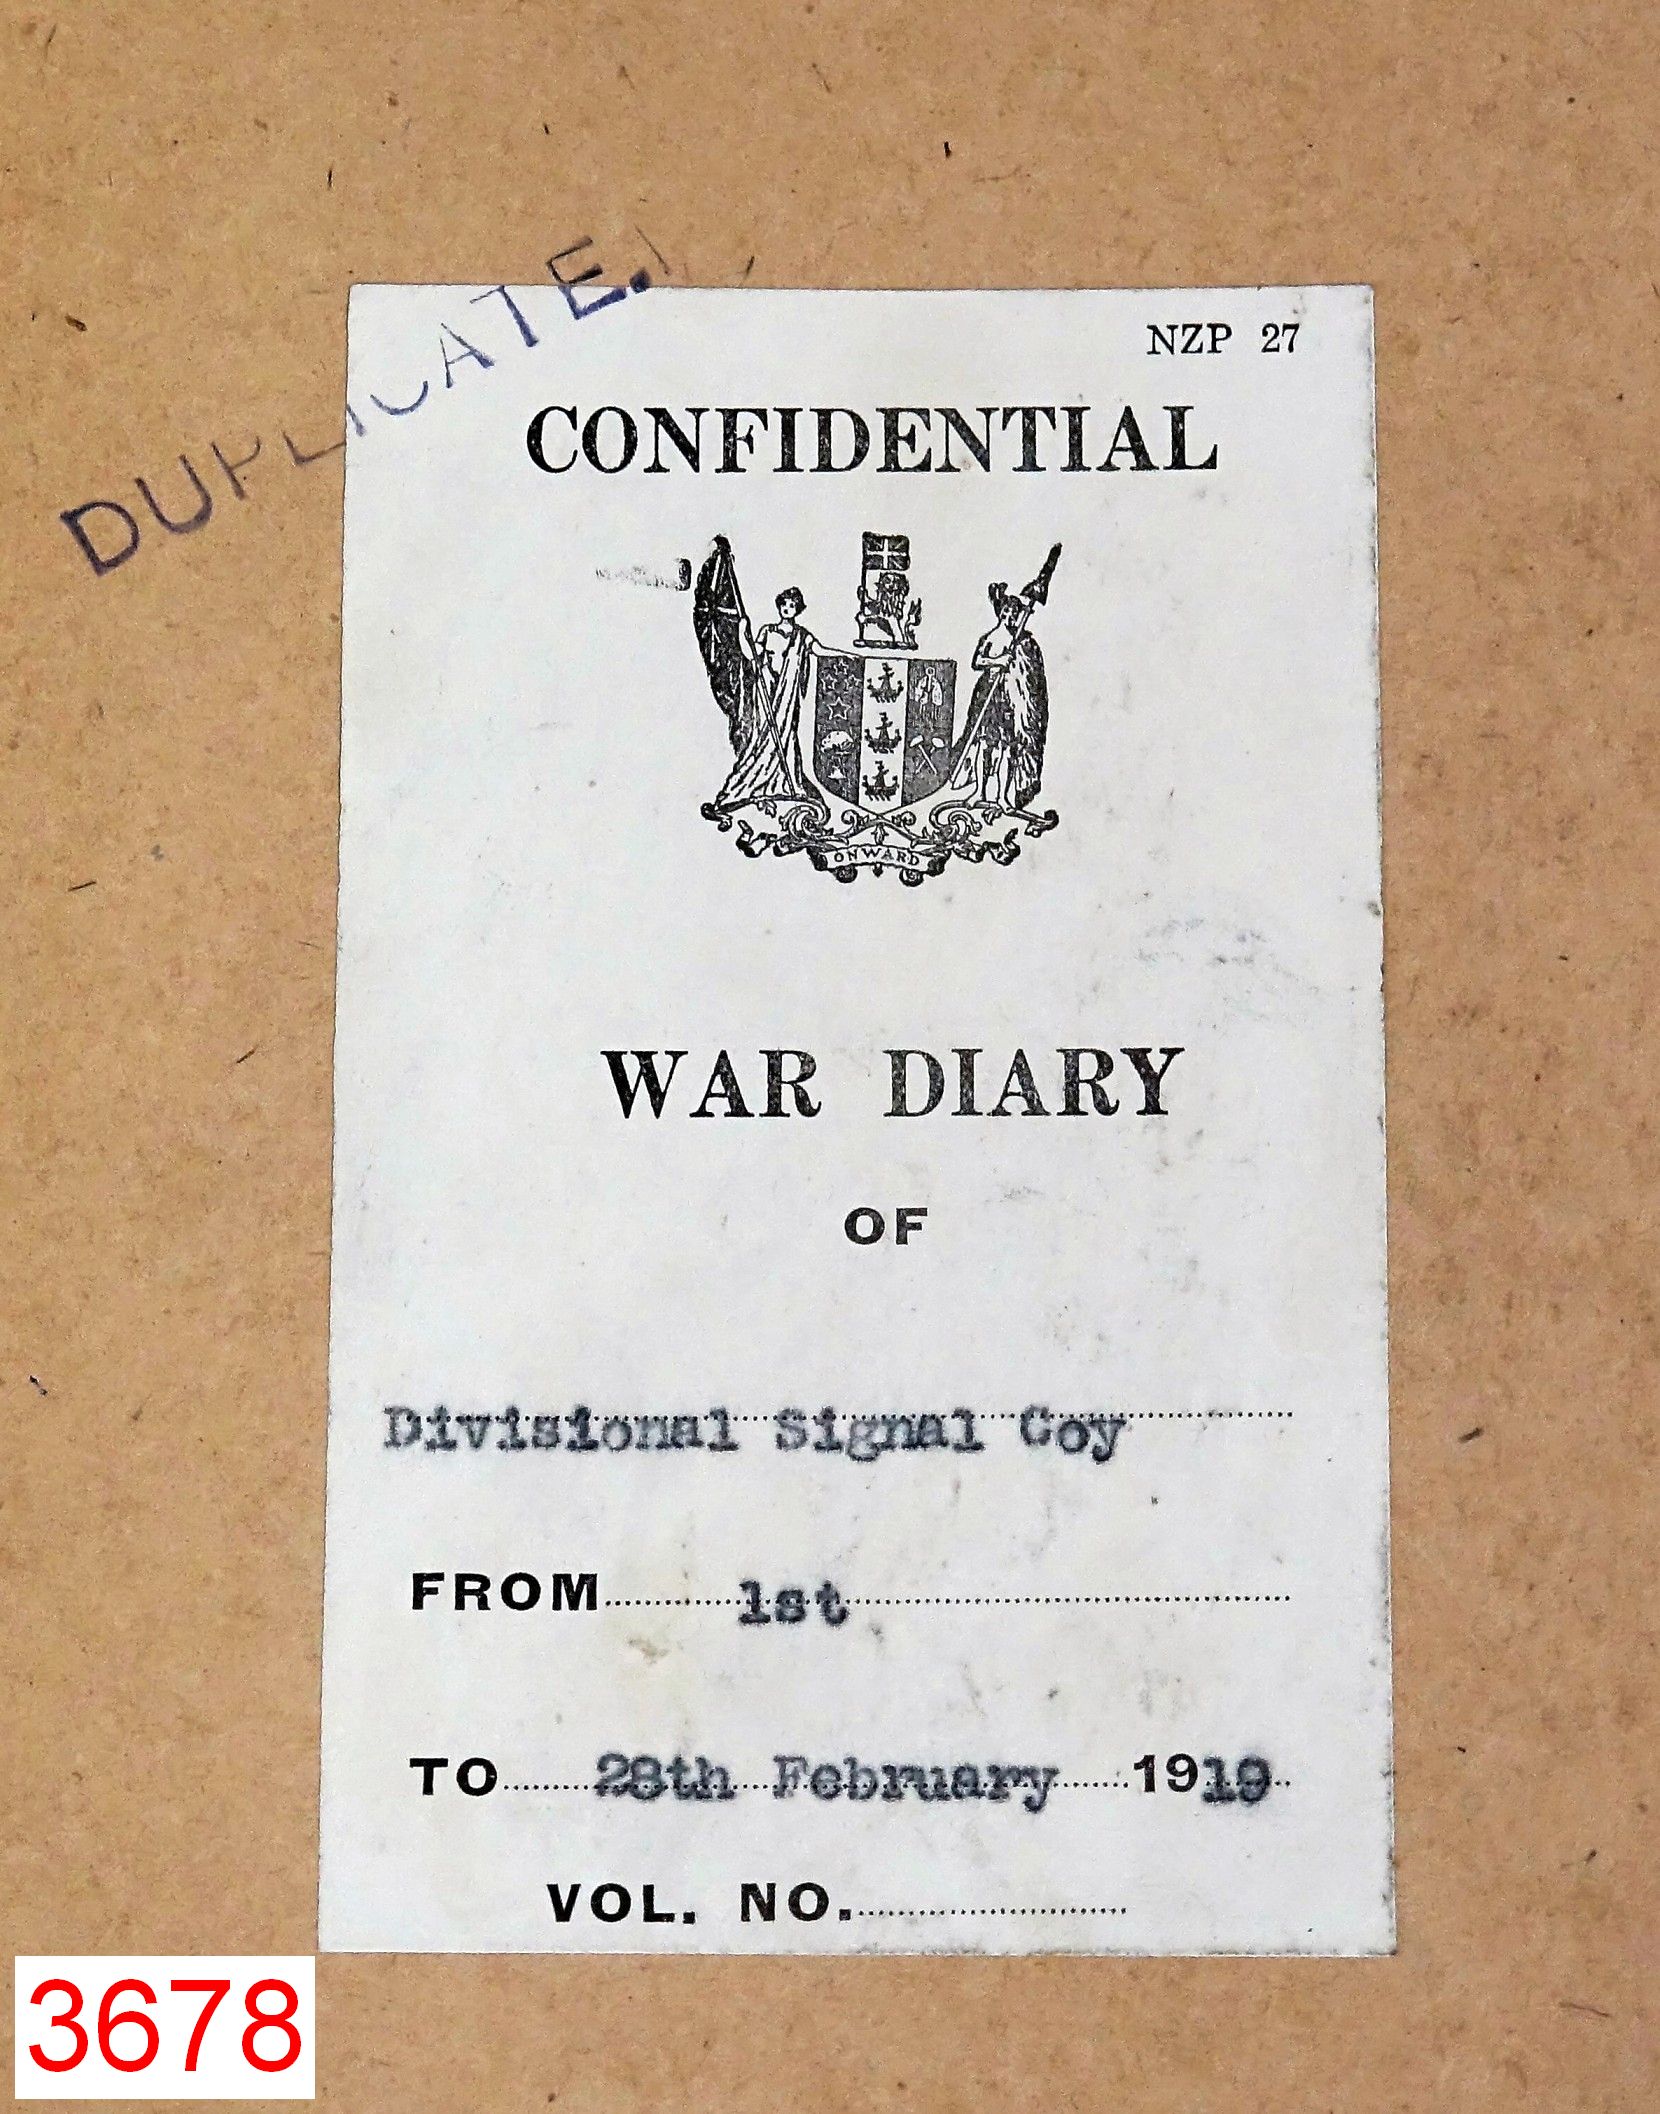 DUPLICATE.
NZP 27
CONFIDENTIAL
ONWARD
WAR DIARY
OF
Divisional Signal Coy
FROM 1st
TO 28th February 1919
VOL. NO.
3678